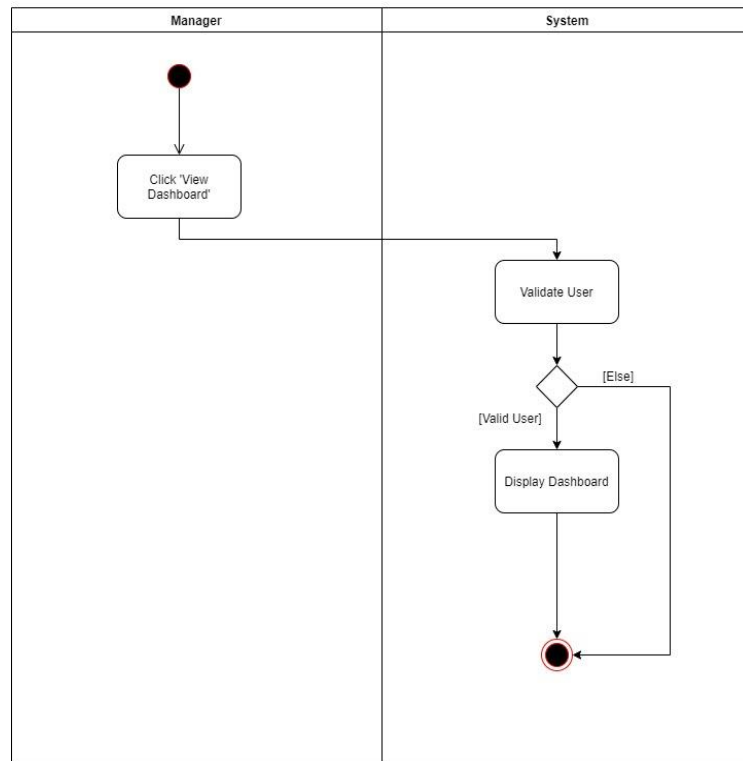 Manager
System
Click 'View
Dashboard'
Validate User
[Else]
[Valid User]
Display Dashboard